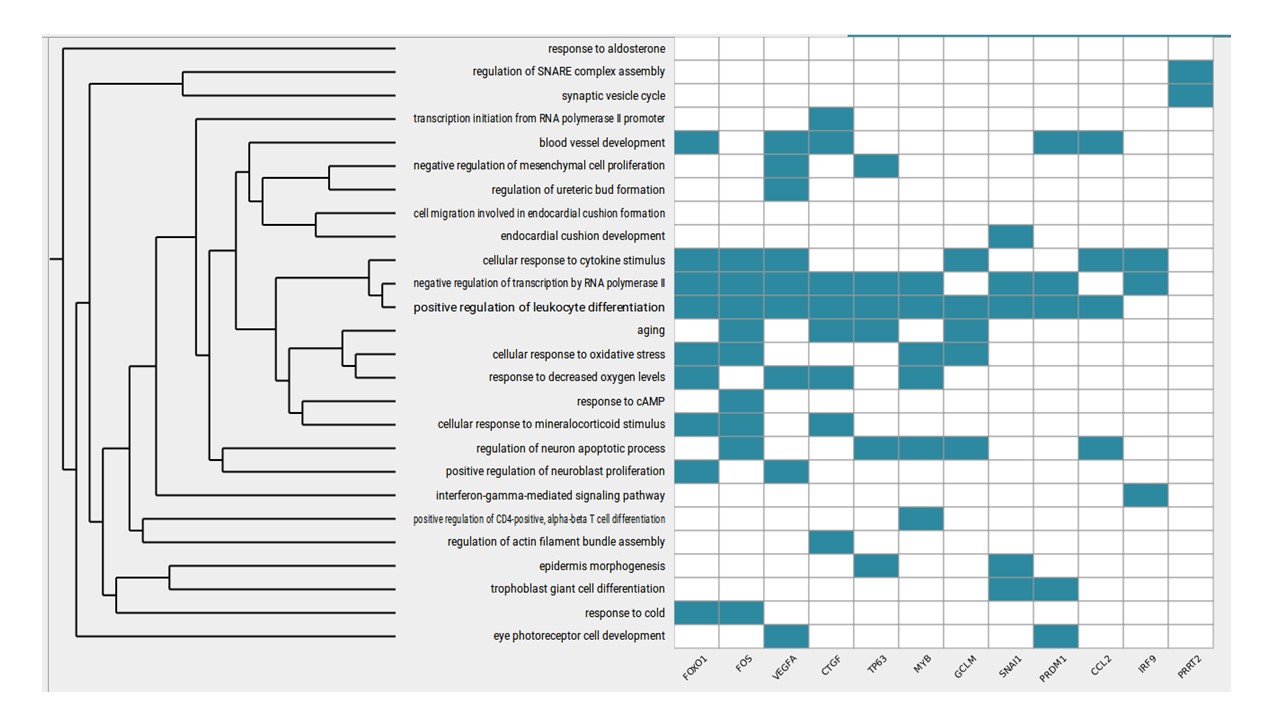 response to aldosterone
regulation of SNARE complex assembly
synaptic vesicle cycle
transcription initiation from RNA polymerase II promoter
blood vessel development
negative regulation of mesenchymal cell proliferation
regulation of ureteric bud formation
cell migration involved in endocardial cushion formation
endocardial cushion development
cellular response to cytokine stimulus
negative regulation of transcription by RNA polymerase II
positive regulation of leukocyte differentiation
aging
cellular response to oxidative stress
response to decreased oxygen levels
response to cAMP
cellular response to mineralocorticoid stimulus
regulation of neuron apoptotic process
positive regulation of neuroblast proliferation
interferon-gamma-mediated signaling pathway
positive regulation of CD4-positive, alpha-beta T cell differentiation
regulation of actin filament bundle assembly
epidermis morphogenesis
trophoblast giant cell differentiation
response to cold
eye photoreceptor cell development
FOXO1 FOS VEGFA CTGF TP63 MYB GCLM SNAI1 PRDM1 CCL2 IRF9 PRRT2